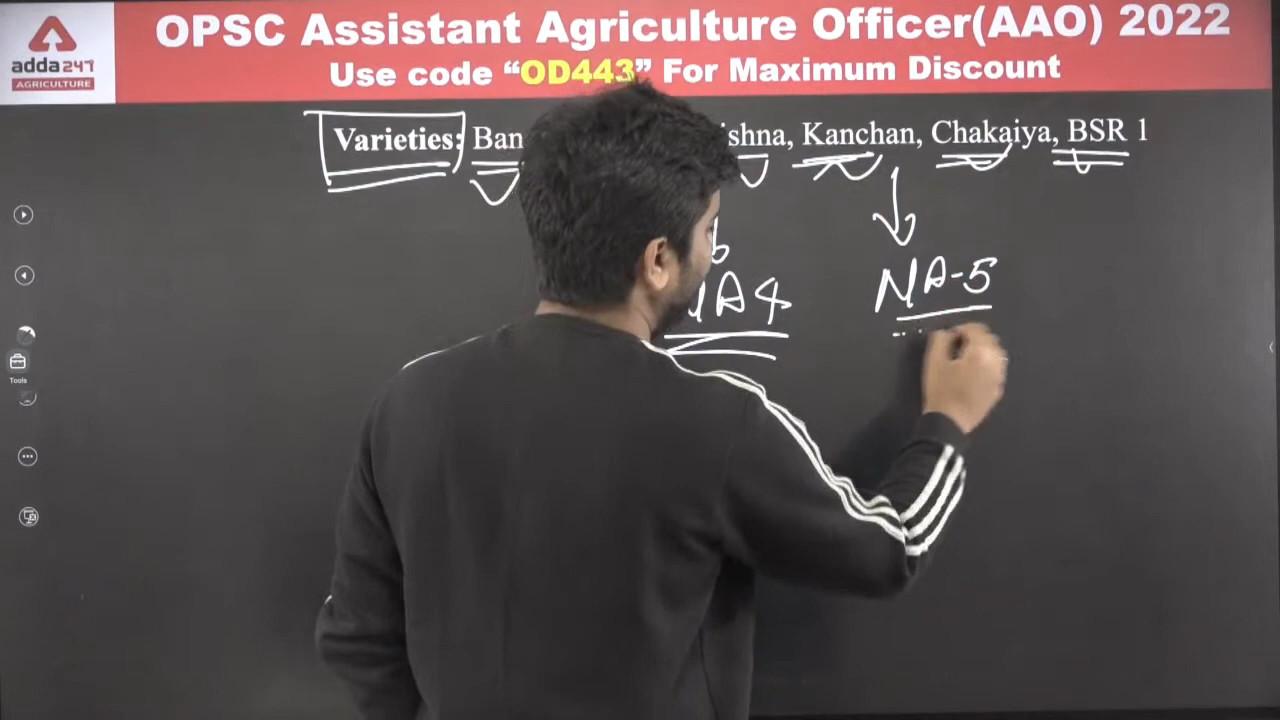 OPSC Assistant Agriculture Officer(AAO) 2022
adda247
AGRICULTURE
Use code “OD443” For Maximum Discount
Varieties: Ban ishna, Kanchan, Chakaiya, BSR 1
NA-5
A4
Tools